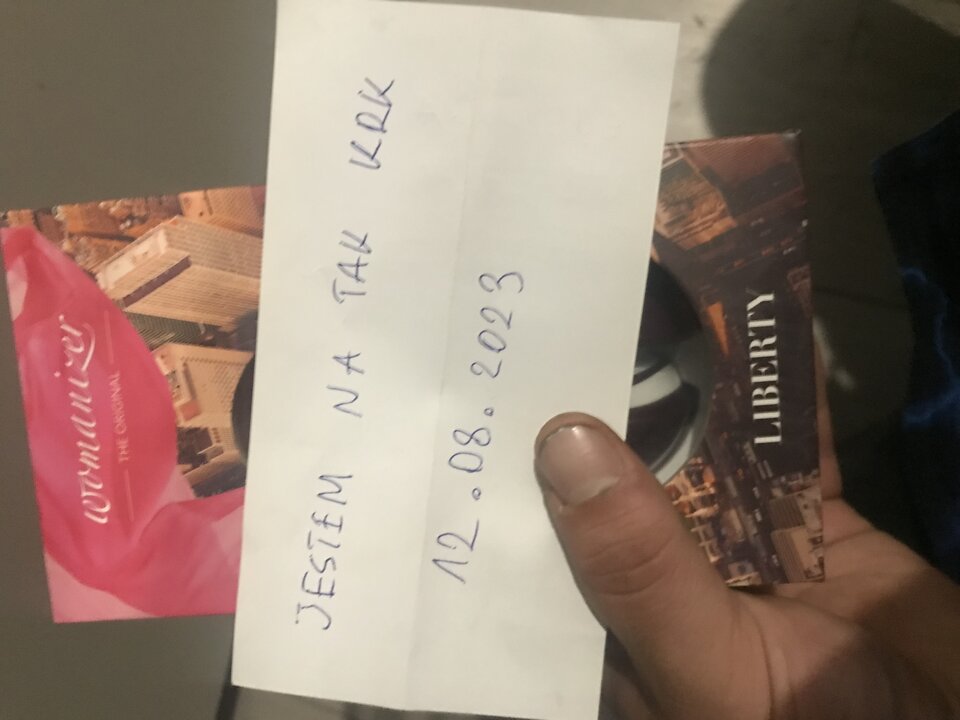 womanizer
THE ORIGINAL
JESTEM NA TAK KRK
12.08.2023
LIBERTY